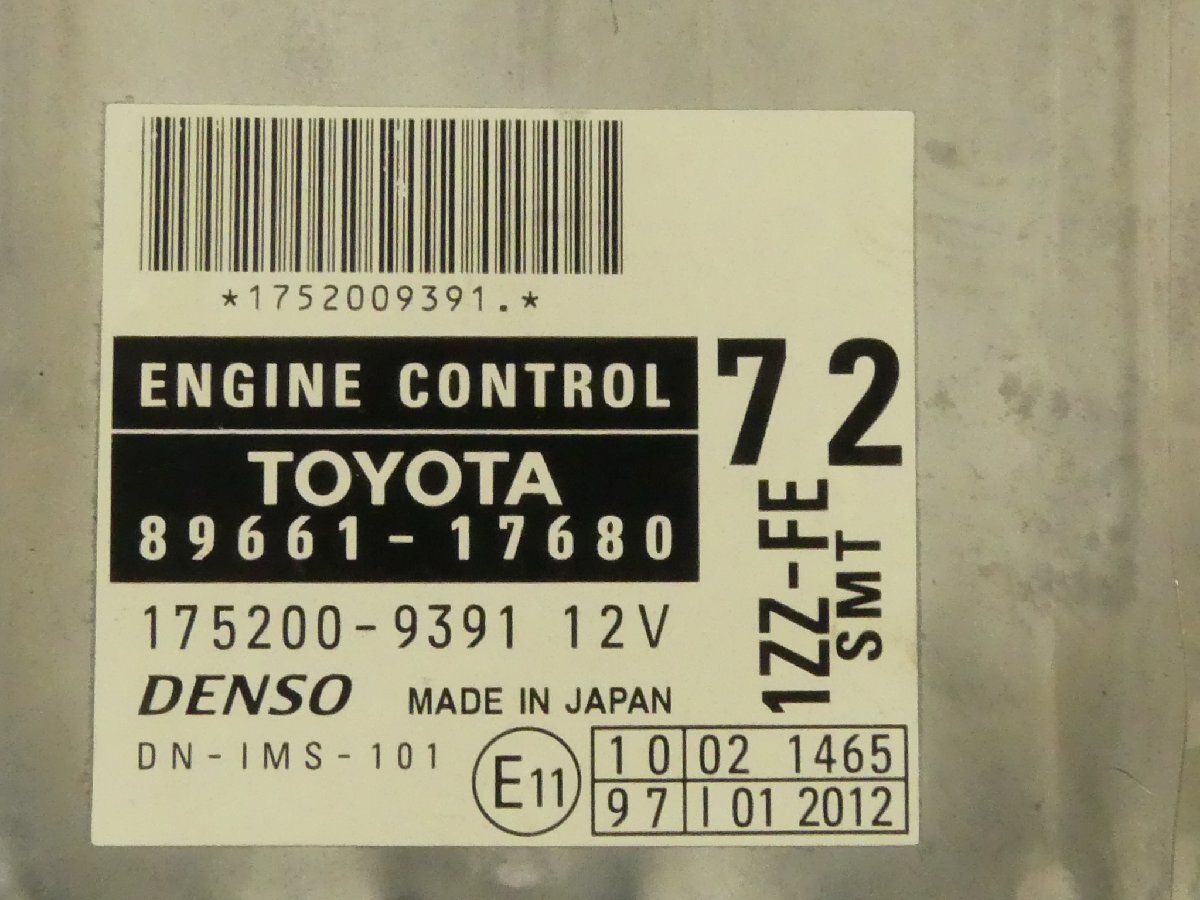 *1752009391.*
ENGINE CONTROL
TOYOTA
89661-17680
72
1ZZ-FE
SMT
175200-9391 12V
DENSO MADE IN JAPAN
DN-IMS-101
E11
10 02 1465
97 I 01 2012